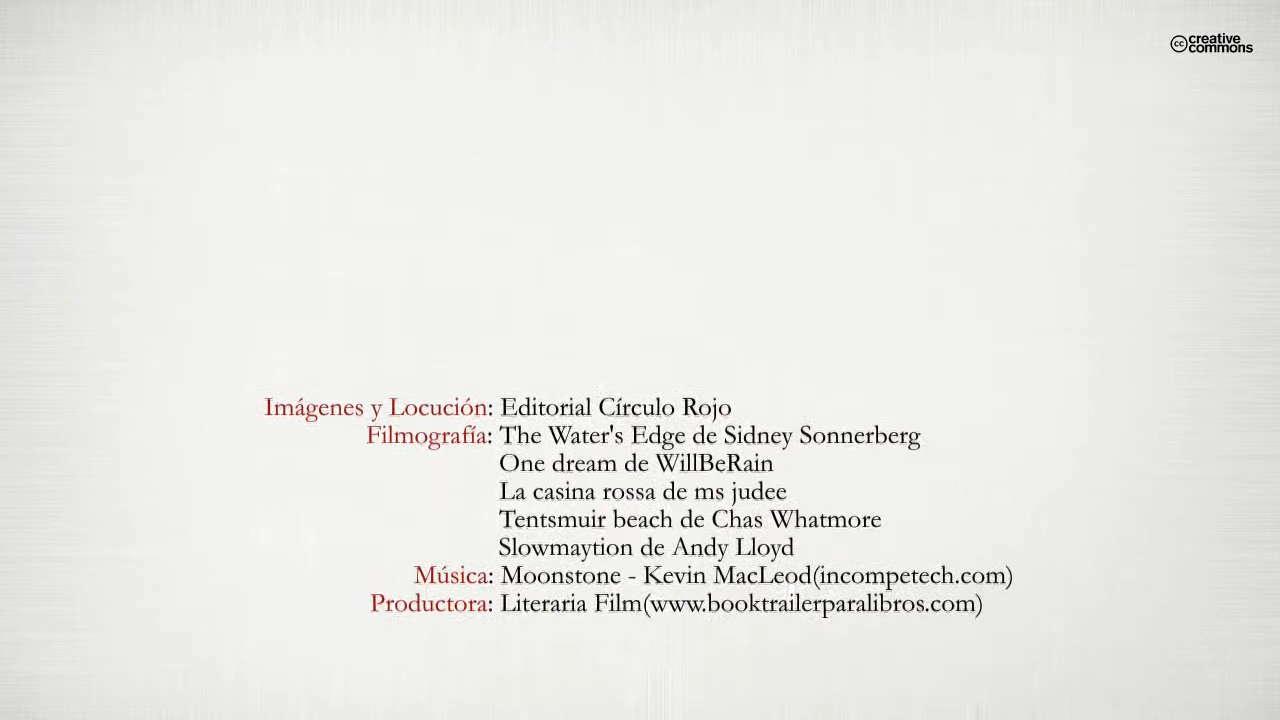 cc creative
commons
Imágenes y Locución: Editorial Círculo Rojo
Filmografía: The Water's Edge de Sidney Sonnerberg
One dream de WillBeRain
La casina rossa de ms judee
Tentsmuir beach de Chas Whatmore
Slowmaytion de Andy Lloyd
Música: Moonstone - Kevin MacLeod(incompetech.com)
Productora: Literaria Film(www.booktrailerparalibros.com)